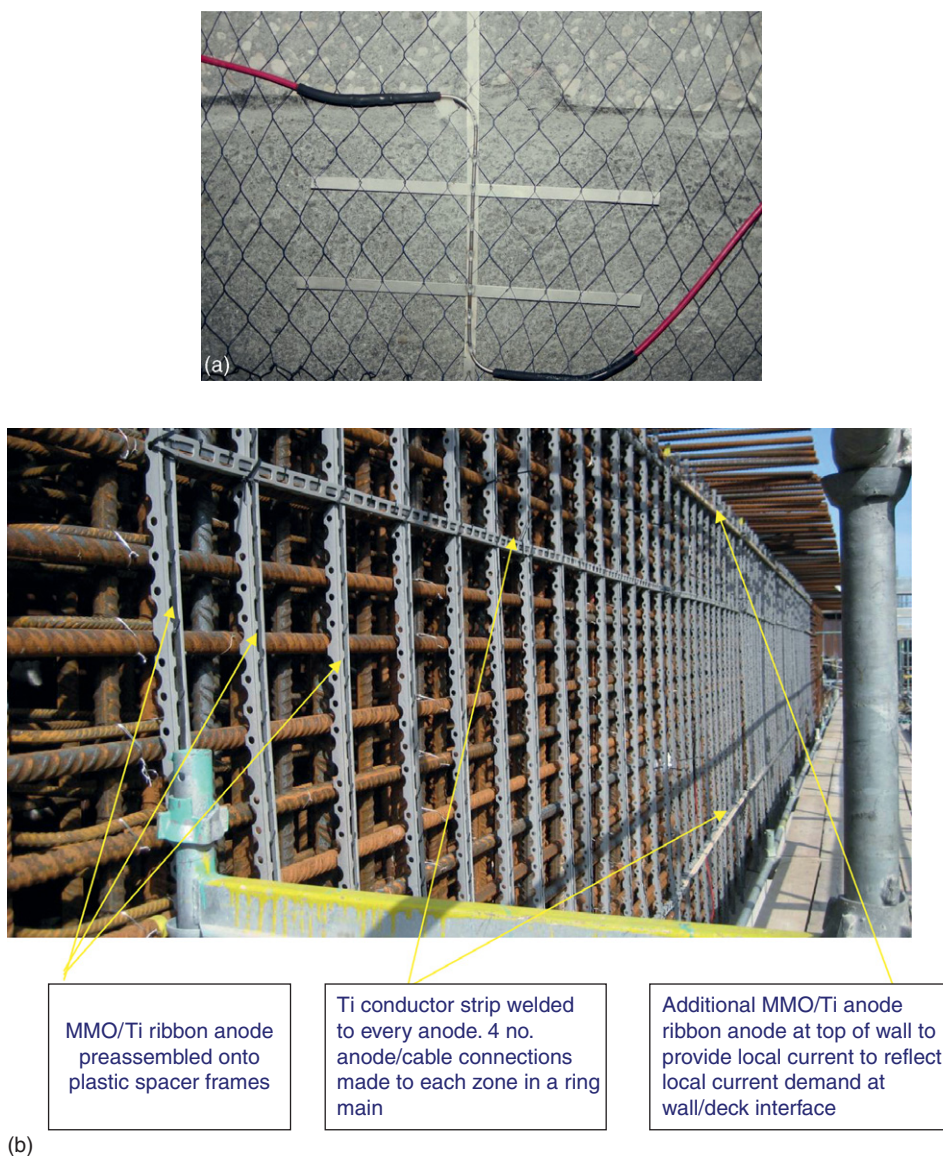 (a)
MMO/Ti ribbon anode
preassembled onto
plastic spacer frames
Ti conductor strip welded
to every anode. 4 no.
anode/cable connections
made to each zone in a ring
main
Additional MMO/Ti anode
ribbon anode at top of wall to
provide local current to reflect
local current demand at
wall/deck interface
(b)